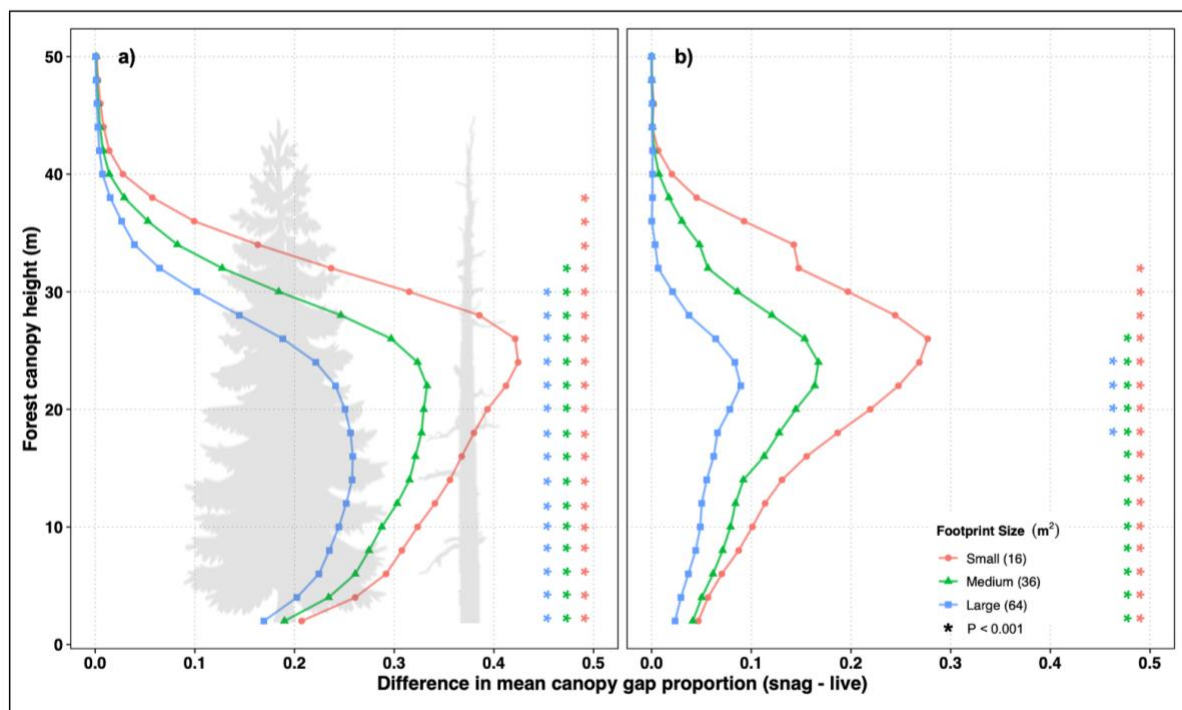 a)
b)
50
40
30
20
10
0
Forest canopy height (m)
Footprint Size (m²)
Small (16)
Medium (36)
Large (64)
* P < 0.001
0.0 0.1 0.2 0.3 0.4 0.5
0.0 0.1 0.2 0.3 0.4 0.5
Difference in mean canopy gap proportion (snag - live)